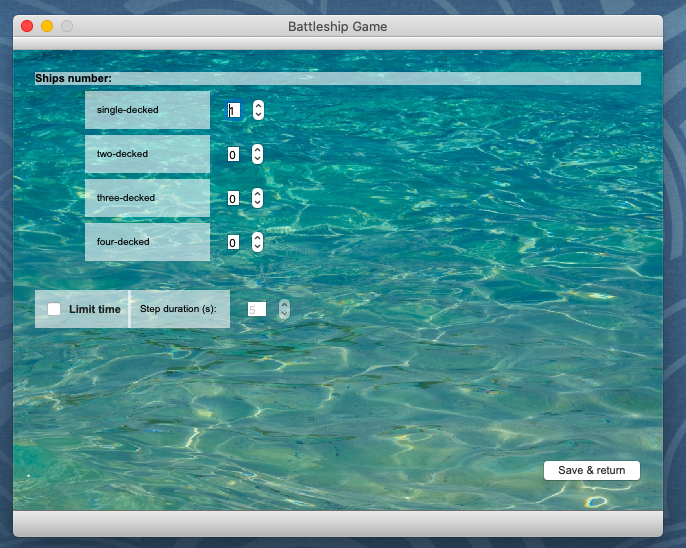 Battleship Game
Ships number:
single-decked 1
two-decked 0
three-decked 0
four-decked 0
Limit time Step duration (s): 5
Save & return